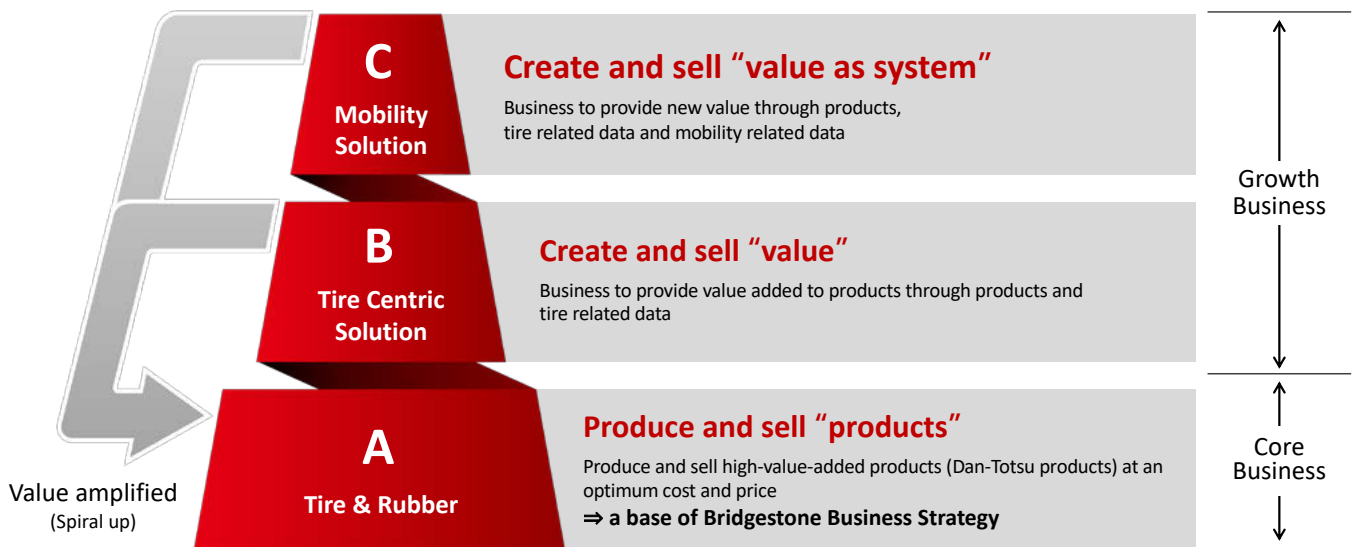 C
Mobility
Solution
Create and sell “value as system”
Business to provide new value through products,
tire related data and mobility related data
B
Tire Centric
Solution
Create and sell “value”
Business to provide value added to products through products and
tire related data
Growth
Business
A
Tire & Rubber
Produce and sell “products”
Produce and sell high-value-added products (Dan-Totsu products) at an
optimum cost and price
⇒ a base of Bridgestone Business Strategy
Core
Business
Value amplified
(Spiral up)